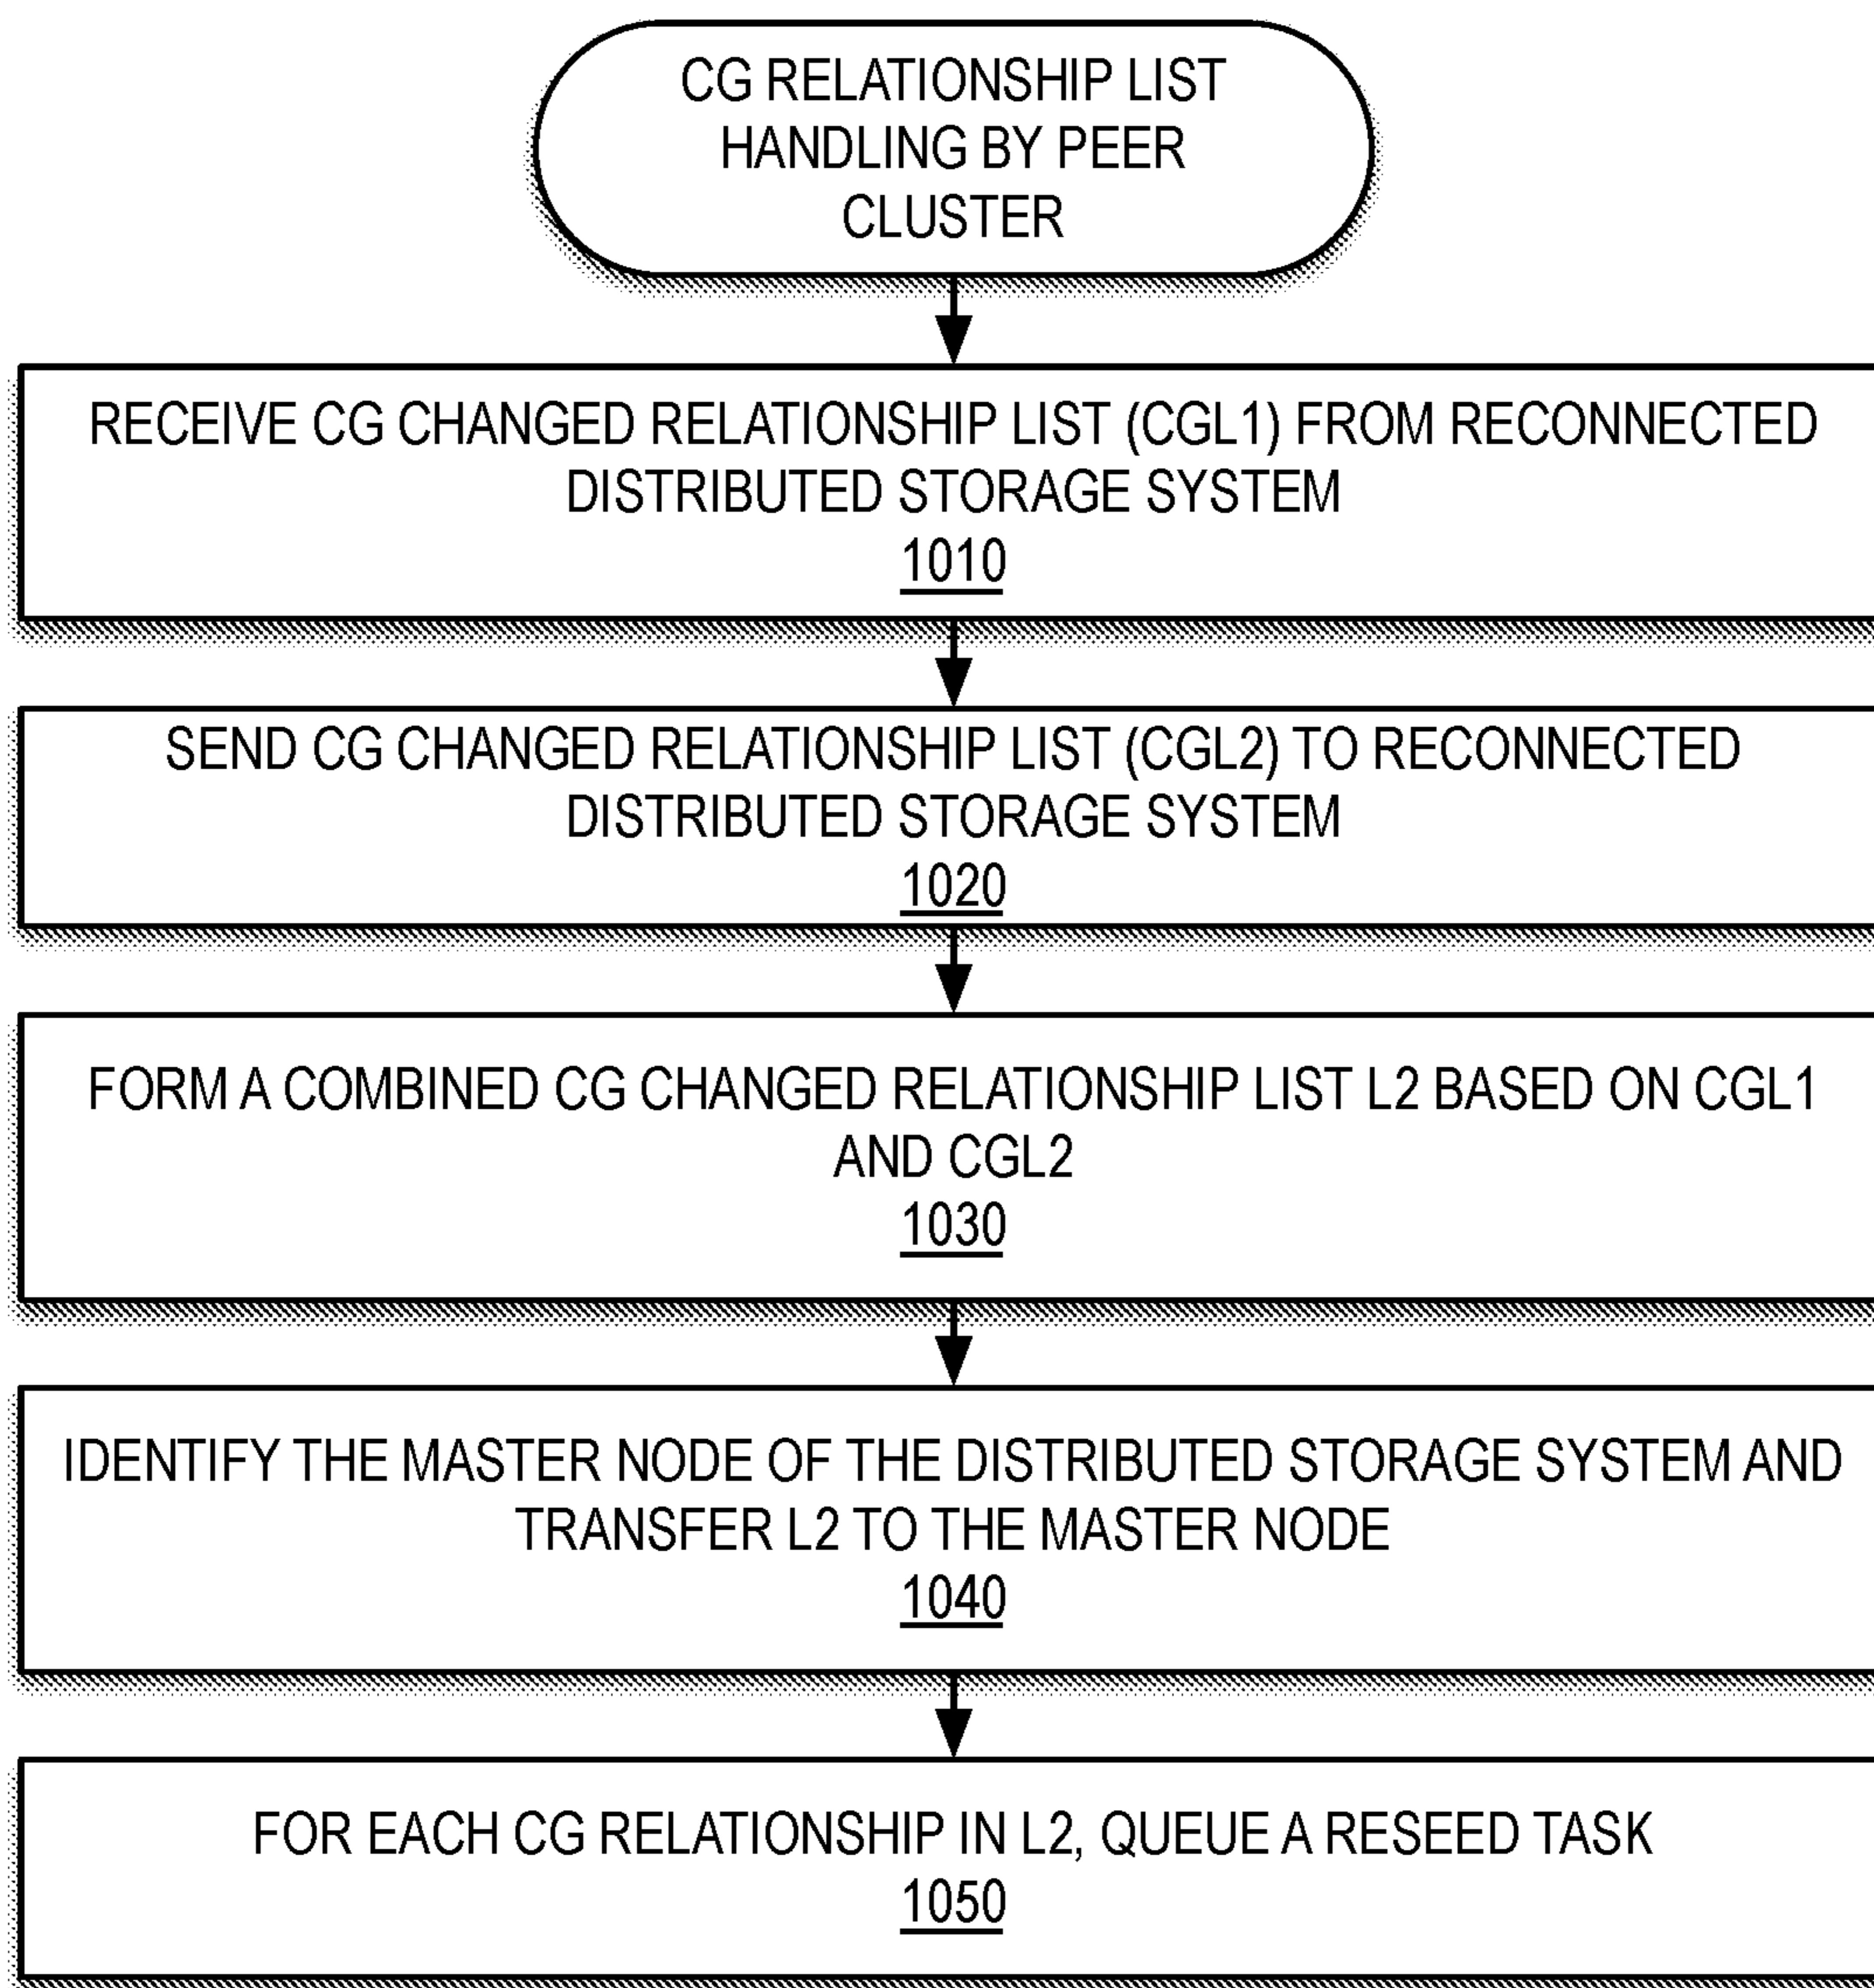 CG RELATIONSHIP LIST
HANDLING BY PEER
CLUSTER
RECEIVE CG CHANGED RELATIONSHIP LIST (CGL1) FROM RECONNECTED
DISTRIBUTED STORAGE SYSTEM
1010
SEND CG CHANGED RELATIONSHIP LIST (CGL2) TO RECONNECTED
DISTRIBUTED STORAGE SYSTEM
1020
FORM A COMBINED CG CHANGED RELATIONSHIP LIST L2 BASED ON CGL1
AND CGL2
1030
IDENTIFY THE MASTER NODE OF THE DISTRIBUTED STORAGE SYSTEM AND
TRANSFER L2 TO THE MASTER NODE
1040
FOR EACH CG RELATIONSHIP IN L2, QUEUE A RESEED TASK
1050